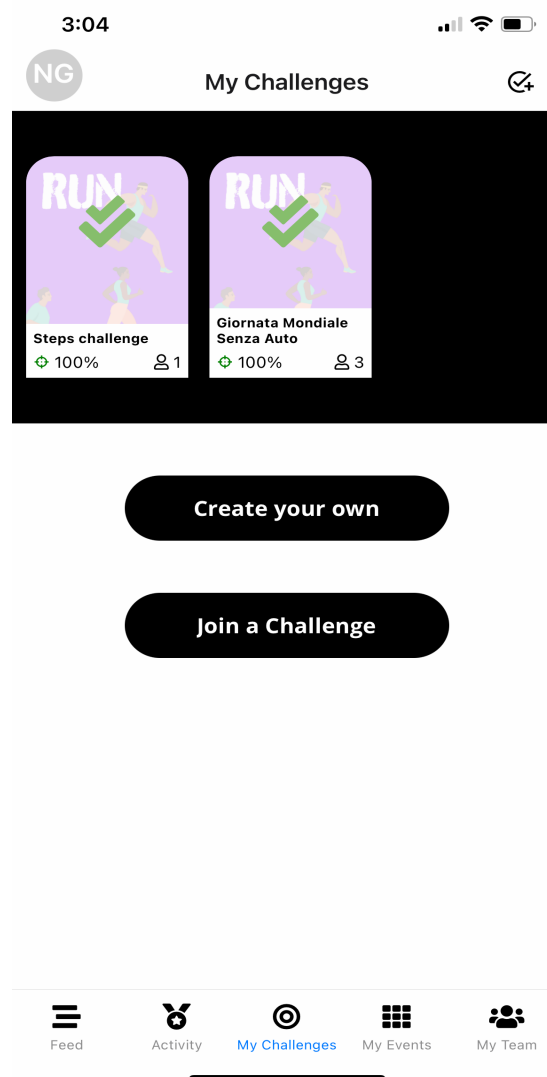 3:04
NG
My Challenges
RUN
RUN
Steps challenge
100%
1
Giornata Mondiale
Senza Auto
100%
3
Create your own
Join a Challenge
Feed
Activity
My Challenges
My Events
My Team